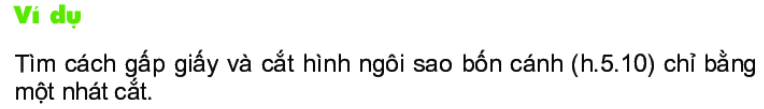 Ví dụ
Tìm cách gấp giấy và cắt hình ngôi sao bốn cánh (h.5.10) chỉ bằng
một nhát cắt.